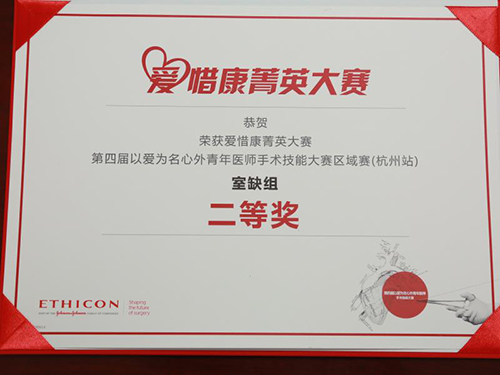 爱惜康菁英大赛
恭贺
荣获爱惜康菁英大赛
第四届以爱为名心外青年医师手术技能大赛区域赛(杭州站)
室缺组
二等奖
ETHICON
Shaping
the future
of surgery
Johnson&Johnson